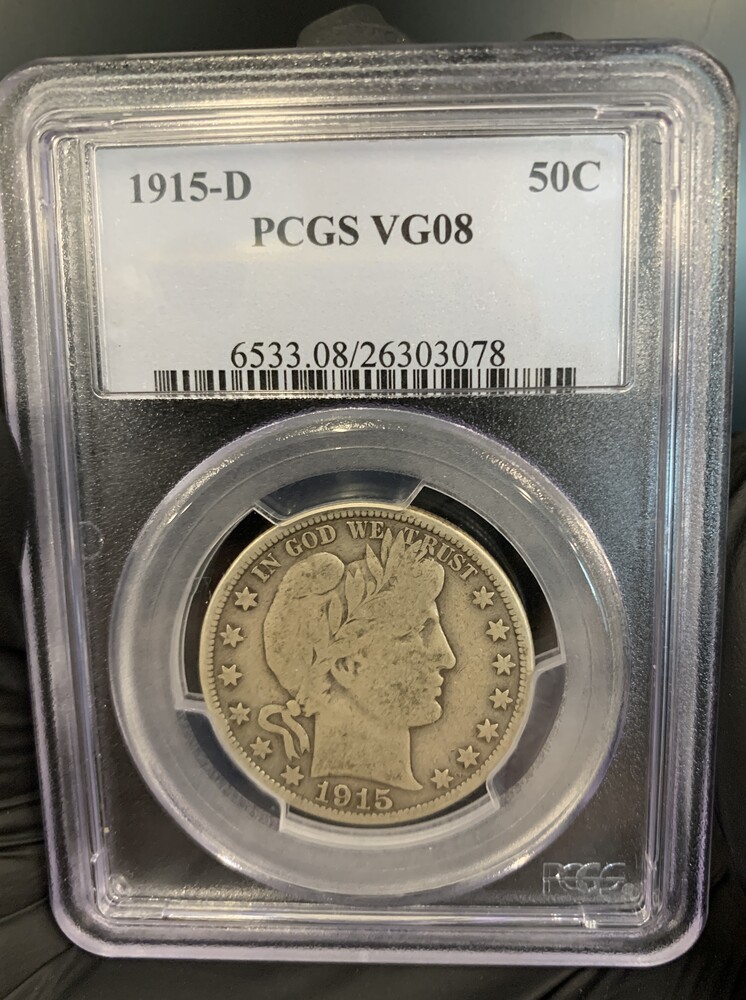 1915-D 50C
PCGS VG08
6533.08/26303078
IN GOD WE TRUST
1915
PCGS